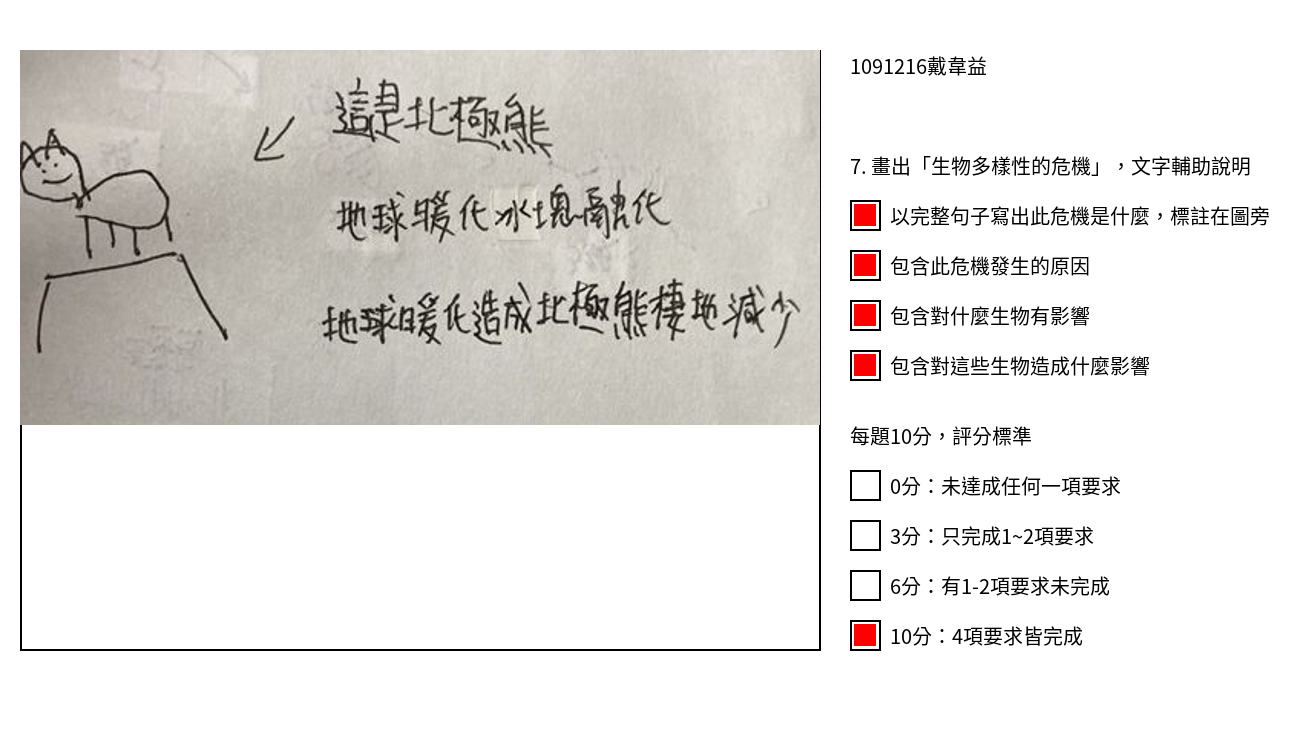 這是北極熊
地球暖化冰塊融化
地球暖化造成北極熊棲地減少
1091216戴韋益
7. 畫出「生物多樣性的危機」，文字輔助說明
以完整句子寫出此危機是什麼，標註在圖旁
包含此危機發生的原因
包含對什麼生物有影響
包含對這些生物造成什麼影響
每題10分，評分標準
0分：未達成任何一項要求
3分：只完成1~2項要求
6分：有1-2項要求未完成
10分：4項要求皆完成